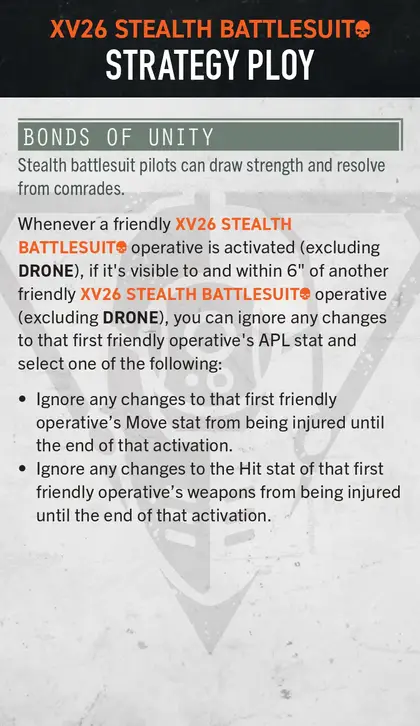 XV26 STEALTH BATTLESUIT
STRATEGY PLOY
BONDS OF UNITY
Stealth battlesuit pilots can draw strength and resolve
from comrades.
Whenever a friendly XV26 STEALTH
BATTLESUIT operative is activated (excluding
DRONE), if it's visible to and within 6" of another
friendly XV26 STEALTH BATTLESUIT operative
(excluding DRONE), you can ignore any changes
to that first friendly operative's APL stat and
select one of the following:
• Ignore any changes to that first friendly
operative’s Move stat from being injured until
the end of that activation.
• Ignore any changes to the Hit stat of that first
friendly operative’s weapons from being injured
until the end of that activation.